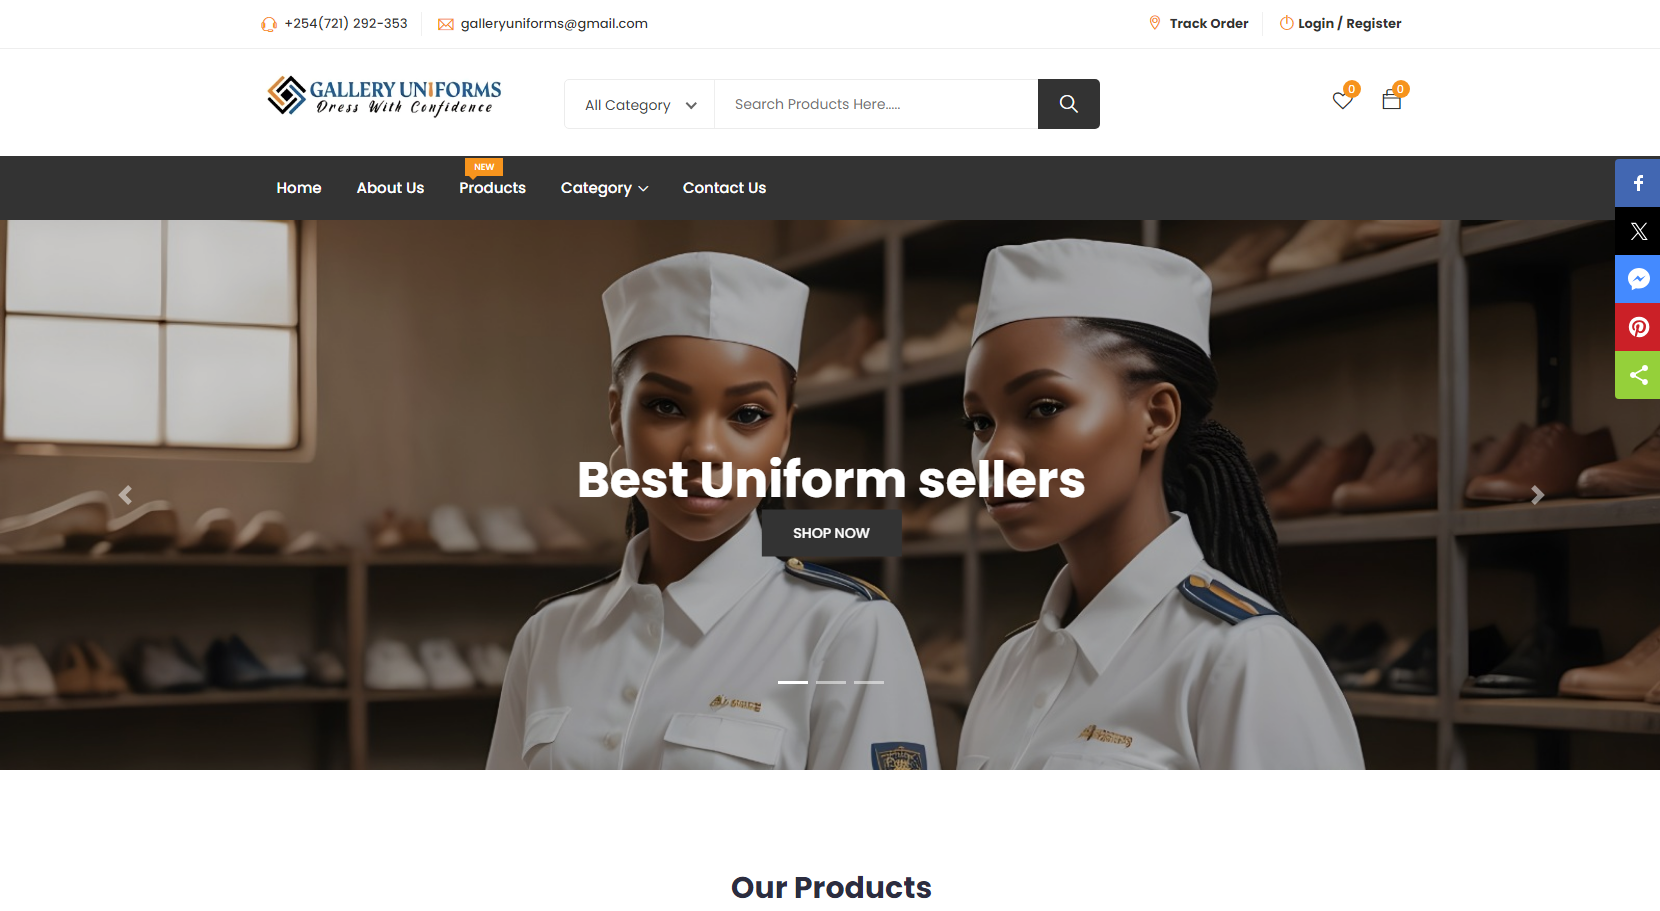 +254(721) 292-353
galleryuniforms@gmail.com
Track Order
Login / Register
GALLERY UNIFORMS
Dress With Confidence
All Category
Search Products Here.....
0
0
NEW
Home
About Us
Products
Category
Contact Us
Best Uniform sellers
SHOP NOW
Our Products